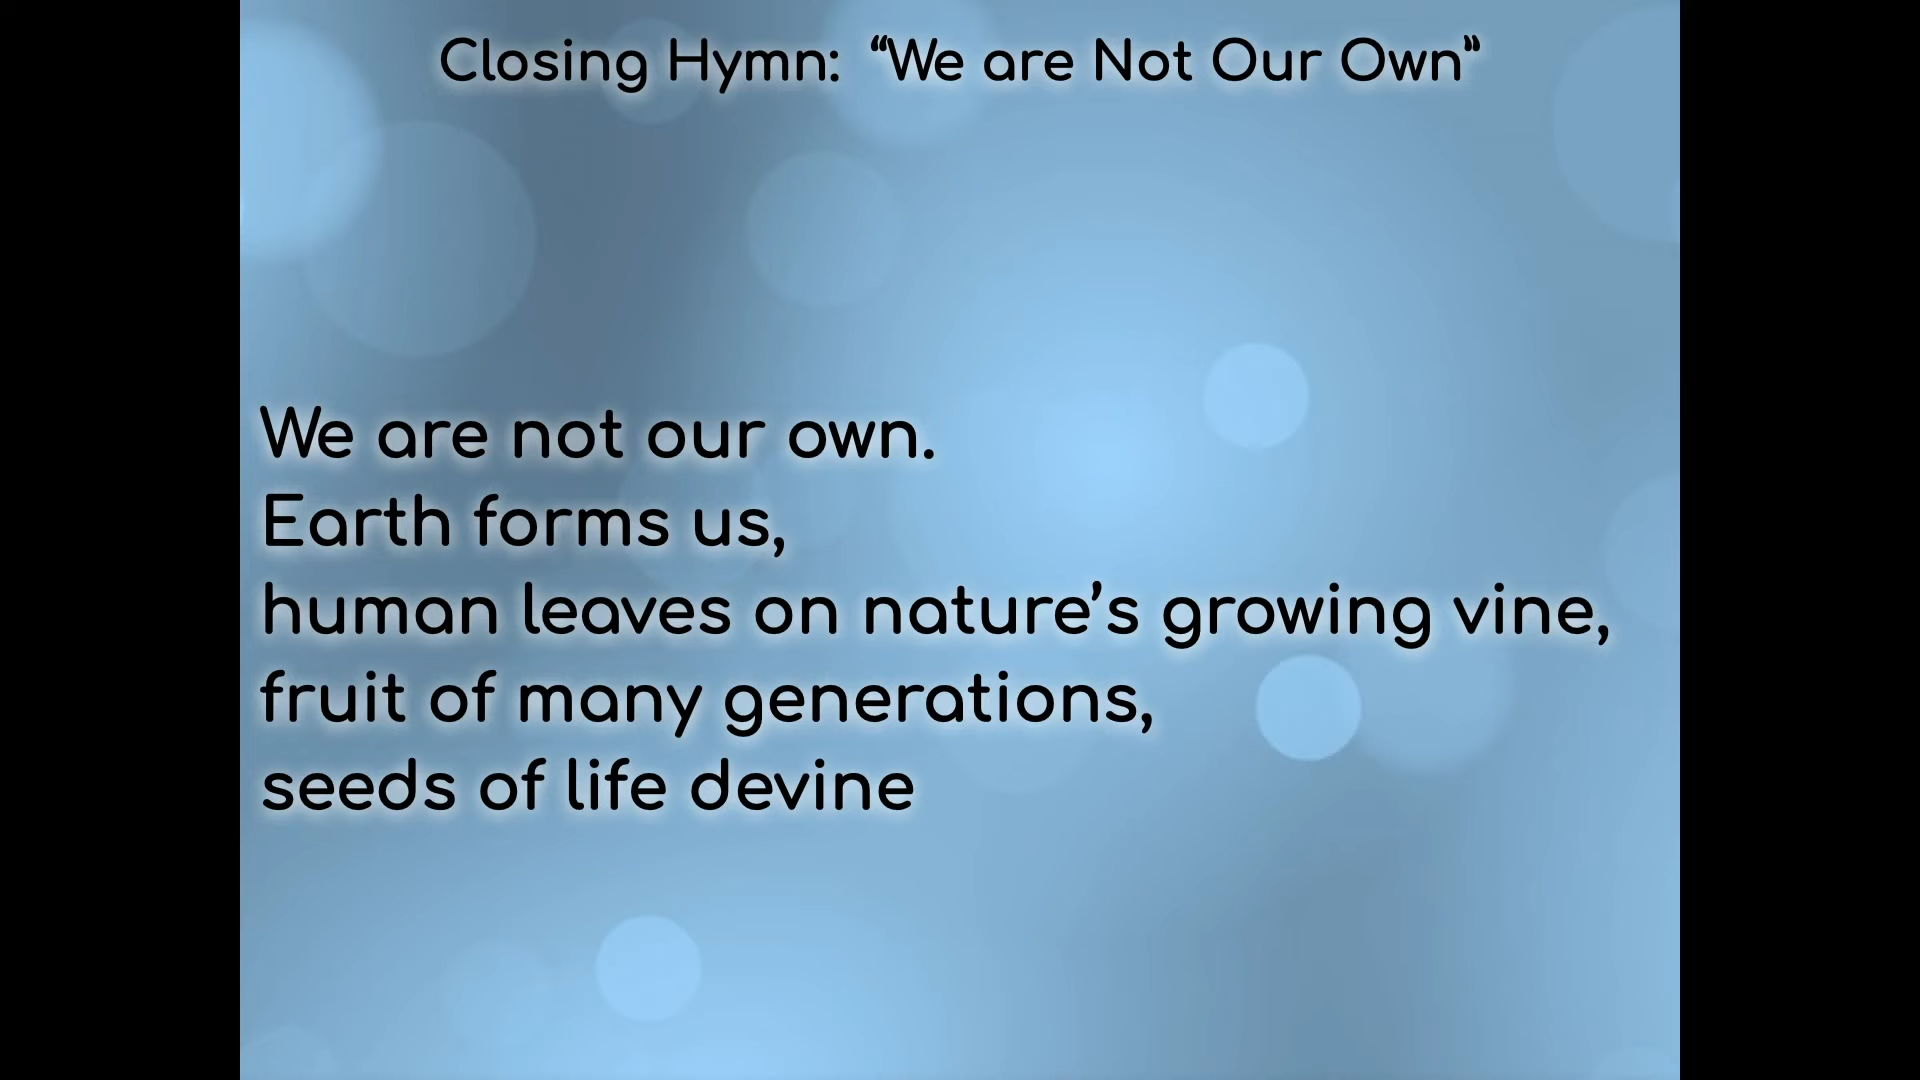 Closing Hymn:  “We are Not Our Own”
We are not our own.
Earth forms us,
human leaves on nature’s growing vine,
fruit of many generations,
seeds of life devine